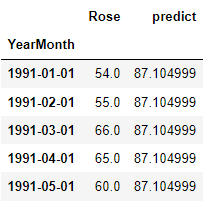 Rose predict
YearMonth
1991-01-01 54.0 87.104999
1991-02-01 55.0 87.104999
1991-03-01 66.0 87.104999
1991-04-01 65.0 87.104999
1991-05-01 60.0 87.104999